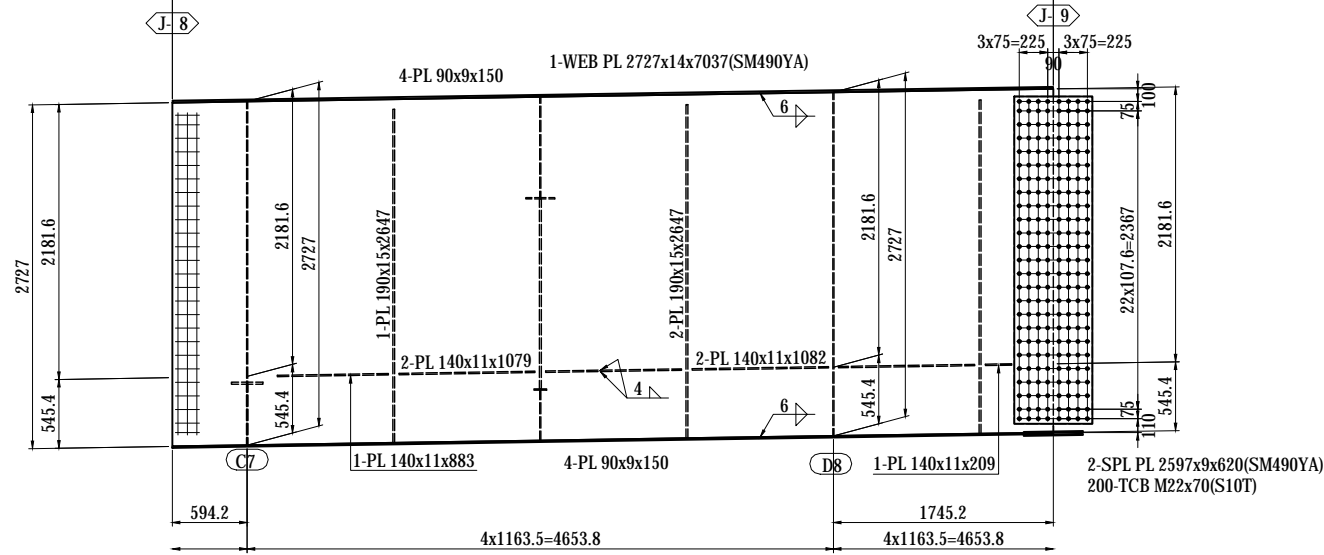 J- 8
J- 9
3x75=225
3x75=225
90
1-WEB PL 2727x14x7037(SM490YA)
4-PL 90x9x150
6
100
75
2727
2181.6
545.4
2181.6
2727
545.4
1-PL 190x15x2647
2-PL 190x15x2647
2181.6
2727
545.4
22x107.6=2367
2181.6
545.4
75
110
2-PL 140x11x1079
2-PL 140x11x1082
4
6
C7
1-PL 140x11x883
4-PL 90x9x150
D8
1-PL 140x11x209
2-SPL PL 2597x9x620(SM490YA)
200-TCB M22x70(S10T)
594.2
1745.2
4x1163.5=4653.8
4x1163.5=4653.8